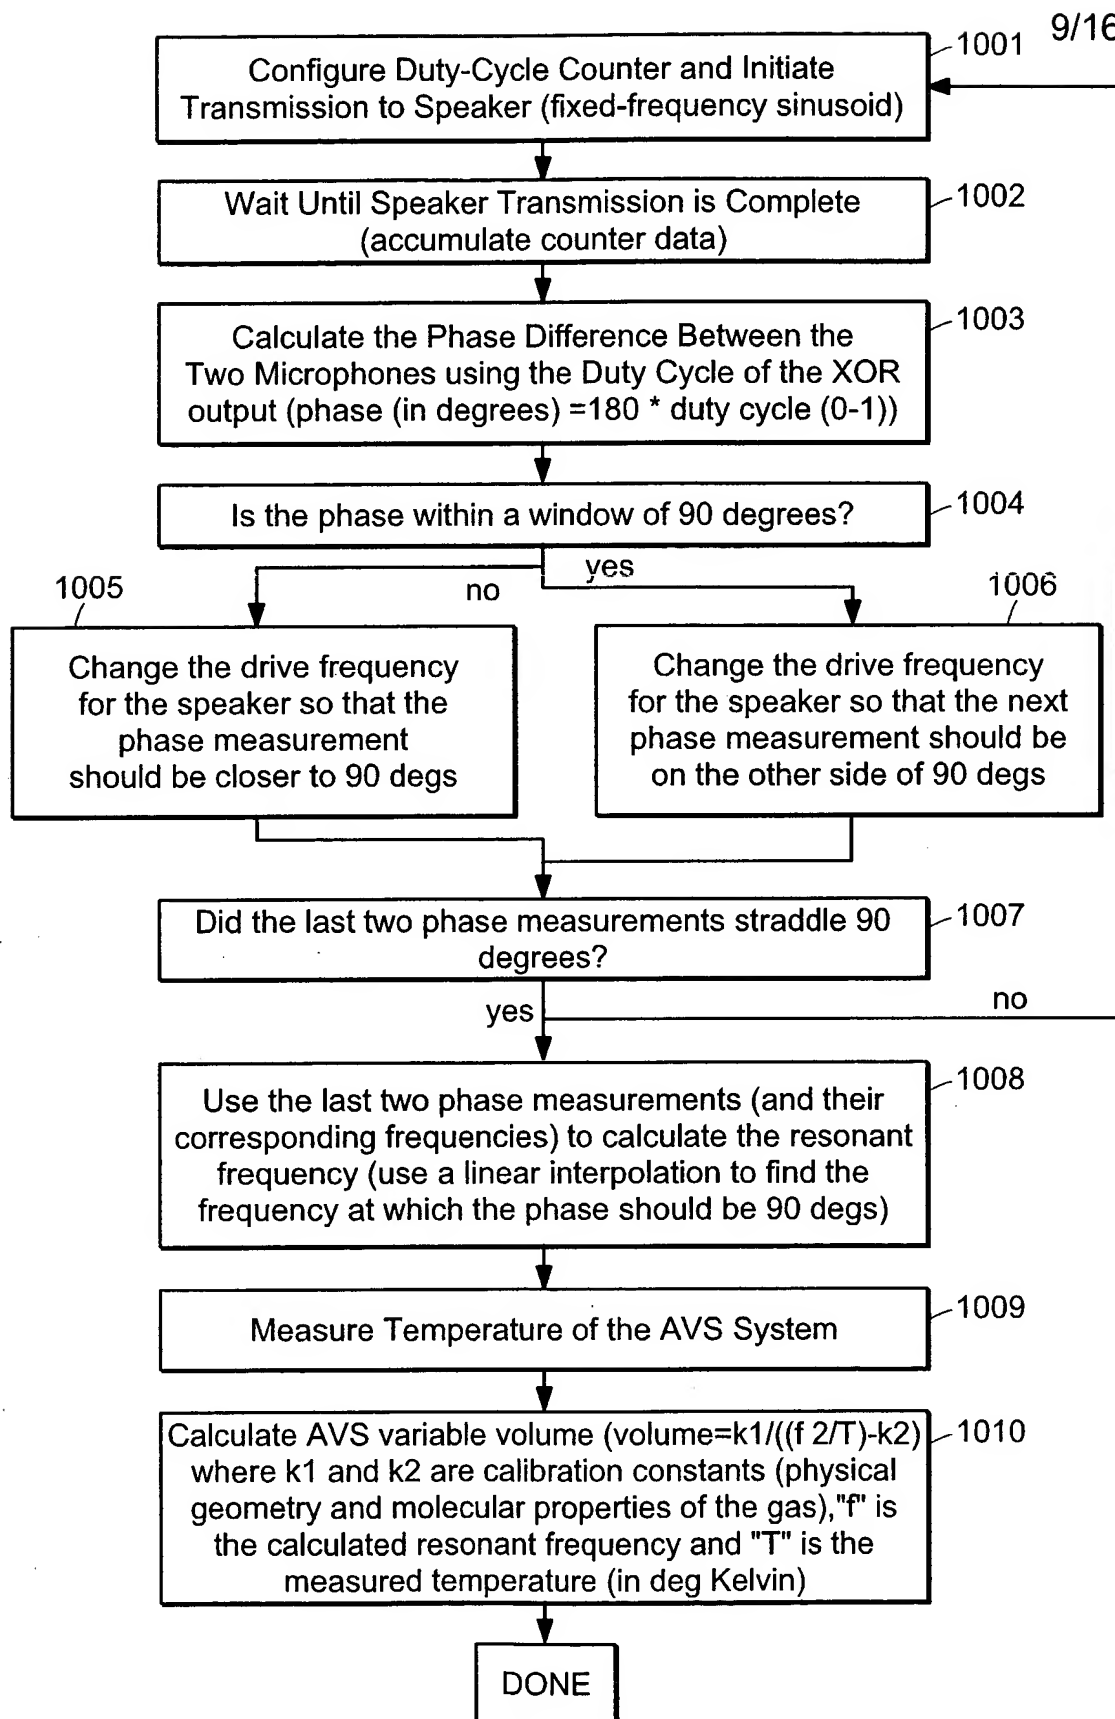 9/16
1001
Configure Duty-Cycle Counter and Initiate
Transmission to Speaker (fixed-frequency sinusoid)
1002
Wait Until Speaker Transmission is Complete
(accumulate counter data)
1003
Calculate the Phase Difference Between the
Two Microphones using the Duty Cycle of the XOR
output (phase (in degrees) =180 * duty cycle (0-1))
1004
Is the phase within a window of 90 degrees?
no
yes
1005
Change the drive frequency
for the speaker so that the
phase measurement
should be closer to 90 degs
1006
Change the drive frequency
for the speaker so that the next
phase measurement should be
on the other side of 90 degs
1007
Did the last two phase measurements straddle 90
degrees?
yes
no
1008
Use the last two phase measurements (and their
corresponding frequencies) to calculate the resonant
frequency (use a linear interpolation to find the
frequency at which the phase should be 90 degs)
1009
Measure Temperature of the AVS System
1010
Calculate AVS variable volume (volume=k1/((f 2/T)-k2)
where k1 and k2 are calibration constants (physical
geometry and molecular properties of the gas),"f" is
the calculated resonant frequency and "T" is the
measured temperature (in deg Kelvin)
DONE